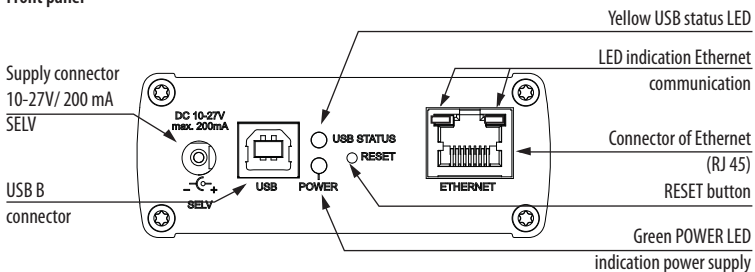 Front panel
Yellow USB status LED
LED indication Ethernet
communication
Supply connector
10-27V/ 200 mA
SELV
DC 10-27V
max. 200mA
USB STATUS
RESET
Connector of Ethernet
(RJ 45)
USB B
connector
- +
SELV
USB
POWER
ETHERNET
RESET button
Green POWER LED
indication power supply